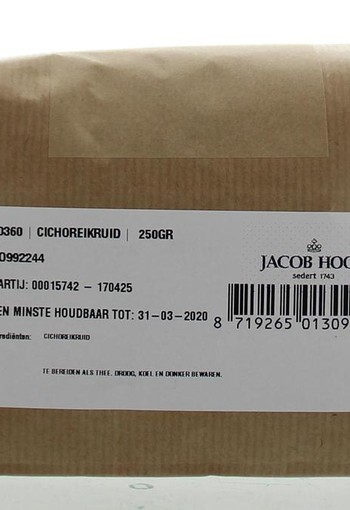 0360 | CICHOREIKRUID | 250GR
0992244
ARTIJ: 00015742 - 170425
EN MINSTE HOUDBAAR TOT: 31-03-2020
rediënten: CICHOREIKRUID
TE BEREIDEN ALS THEE. DROOG, KOEL EN DONKER BEWAREN.
JACOB HOO
sedert 1743
8 719265 01309